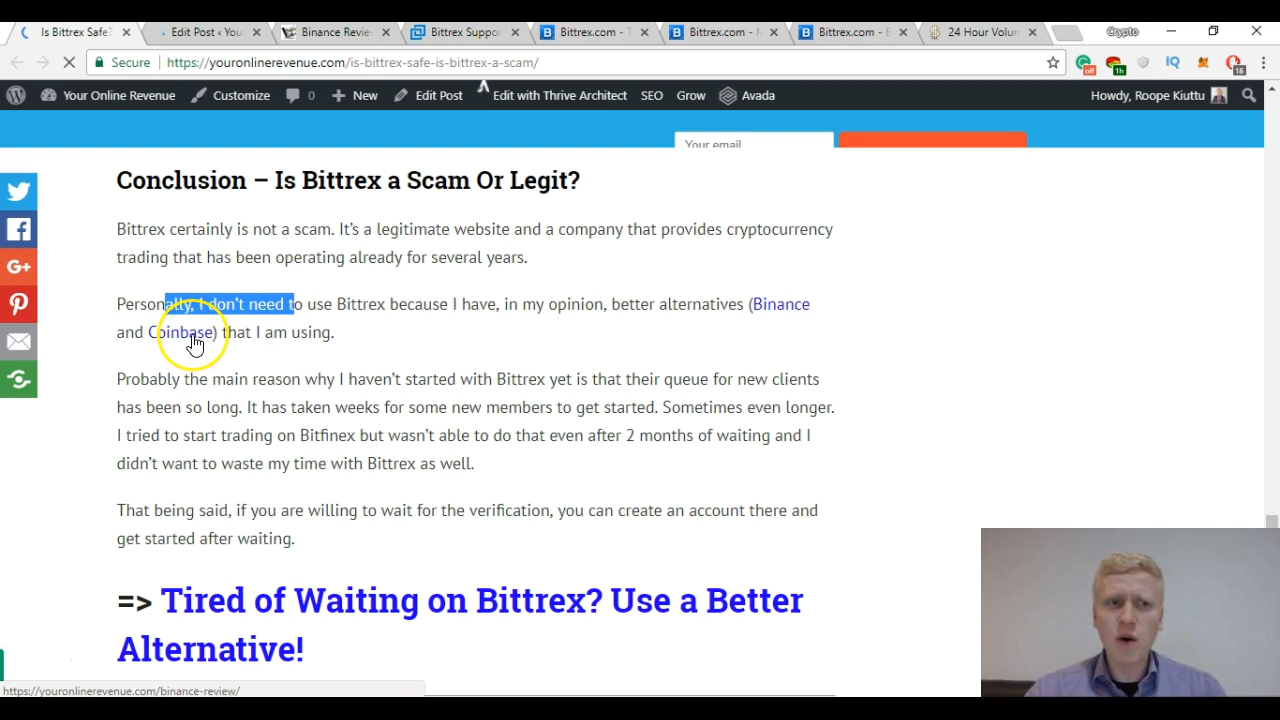 Is Bittrex Safe?
Edit Post ‹ You
Binance Revie
Bittrex Suppor
Bittrex.com - T
Bittrex.com - M
Bittrex.com - B
24 Hour Volum
Crypto
Secure
https://youronlinerevenue.com/is-bittrex-safe-is-bittrex-a-scam/
off
1h
IQ
18
Your Online Revenue
Customize
0
New
Edit Post
Edit with Thrive Architect
SEO
Grow
Avada
Howdy, Roope Kiuttu
Your email
Conclusion – Is Bittrex a Scam Or Legit?
Bittrex certainly is not a scam. It’s a legitimate website and a company that provides cryptocurrency
trading that has been operating already for several years.
Personally, I don’t need to use Bittrex because I have, in my opinion, better alternatives (Binance
and Coinbase) that I am using.
Probably the main reason why I haven’t started with Bittrex yet is that their queue for new clients
has been so long. It has taken weeks for some new members to get started. Sometimes even longer.
I tried to start trading on Bitfinex but wasn’t able to do that even after 2 months of waiting and I
didn’t want to waste my time with Bittrex as well.
That being said, if you are willing to wait for the verification, you can create an account there and
get started after waiting.
=> Tired of Waiting on Bittrex? Use a Better
Alternative!
https://youronlinerevenue.com/binance-review/